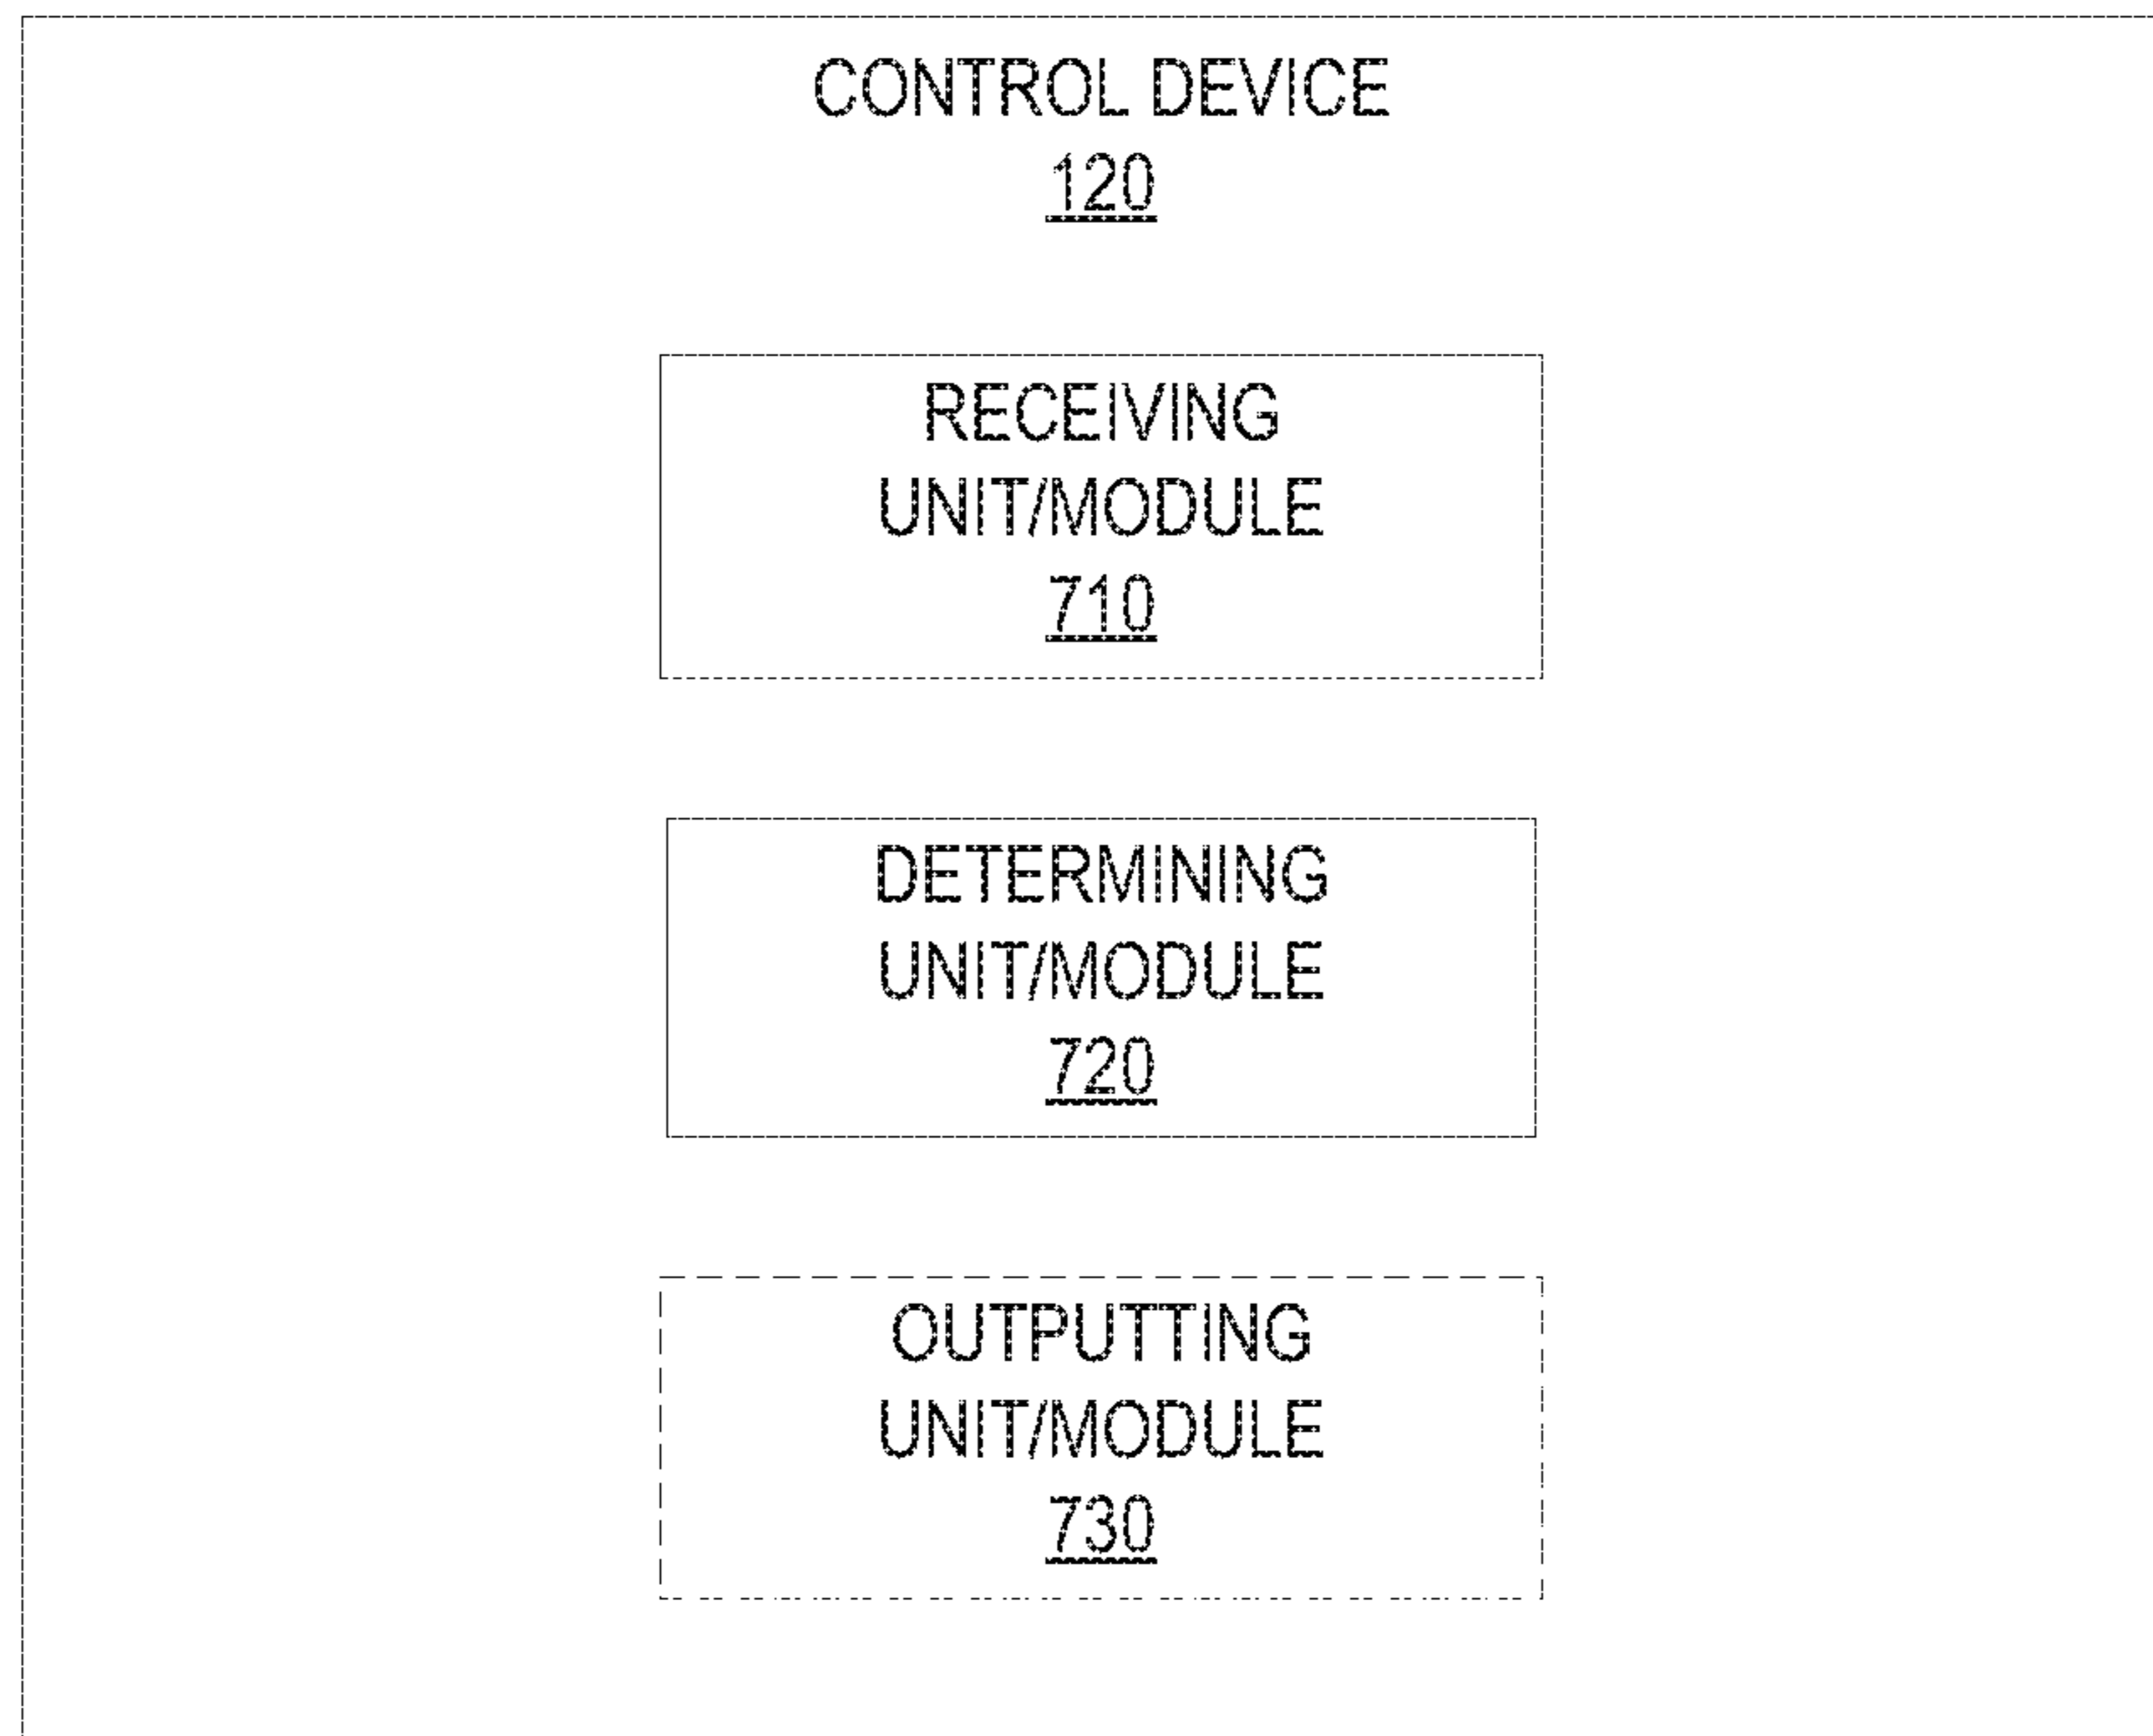 CONTROL DEVICE
120
RECEIVING
UNIT/MODULE
710
DETERMINING
UNIT/MODULE
720
OUTPUTTING
UNIT/MODULE
730